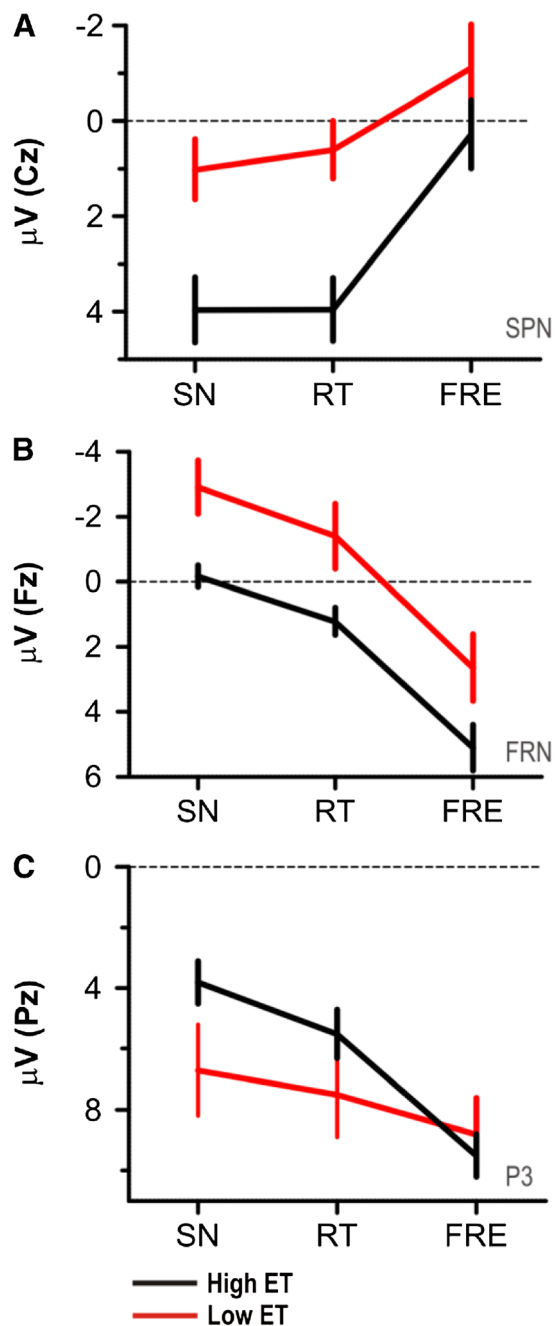 A
-2
0
2
4
µV (Cz)
SPN
SN RT FRE
B
-4
-2
0
2
4
6
µV (Fz)
FRN
SN RT FRE
C
0
4
8
µV (Pz)
P3
SN RT FRE
High ET
Low ET